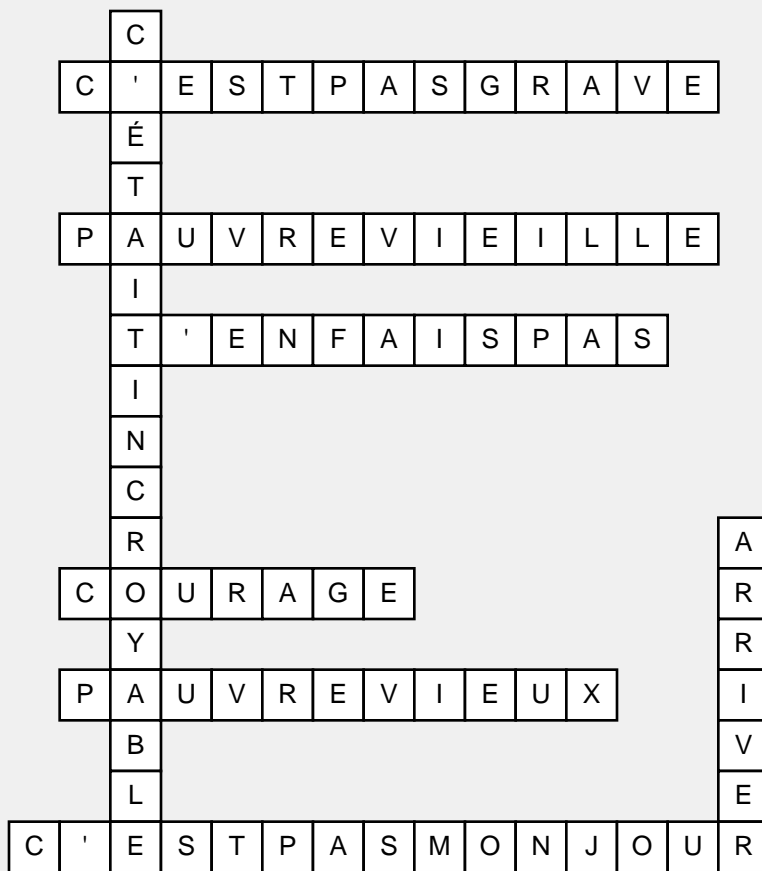 C'ÉTAITINCROYABLE
C'ESTPASGRAVE
PAUVREVIEILLE
T'ENFAISPAS
ARRIVER
COURAGE
PAUVREVIEUX
C'ESTPASMONJOUR